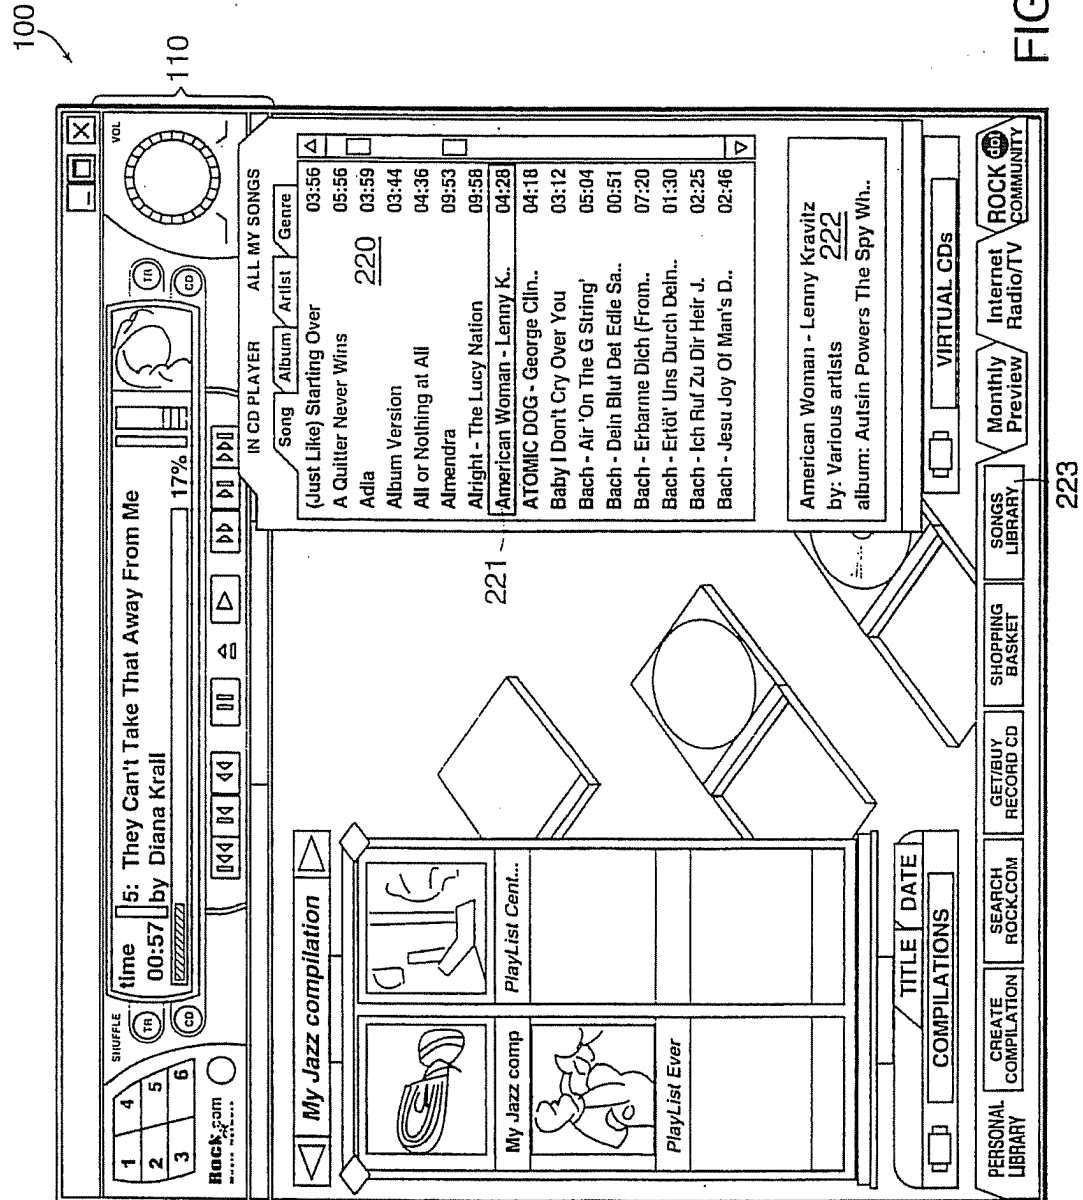 100
110
FIG
SHUFFLE
TR
CD
1 4
2 5
3 6
Rock.com
time 5: They Can't Take That Away From Me
00:57 by Diana Krall 17%
TR
CD
VOL
My Jazz compilation
My Jazz comp
PlayList Cent...
PlayList Ever
TITLE DATE
COMPILATIONS
IN CD PLAYER ALL MY SONGS
Song Album Artist Genre
(Just Like) Starting Over 03:56
A Quitter Never Wins 05:56
Adia 03:59
220
Album Version 03:44
All or Nothing at All 04:36
Almendra 09:53
Alright - The Lucy Nation 09:58
221
American Woman - Lenny K.. 04:28
ATOMIC DOG - George Clin.. 04:18
Baby I Don't Cry Over You 03:12
Bach - Air 'On The G String' 05:04
Bach - Dein Blut Det Edle Sa.. 00:51
Bach - Erbarme Dich (From.. 07:20
Bach - Ertöt' Uns Durch Dein.. 01:30
Bach - Ich Ruf Zu Dir Heir J. 02:25
Bach - Jesu Joy Of Man's D.. 02:46
American Woman - Lenny Kravitz
by: Various artists 222
album: Autsin Powers The Spy Wh..
VIRTUAL CDs
PERSONAL LIBRARY
CREATE COMPILATION
SEARCH ROCK.COM
GET/BUY RECORD CD
SHOPPING BASKET
SONGS LIBRARY
Monthly Preview
Internet Radio/TV
ROCK COMMUNITY
223